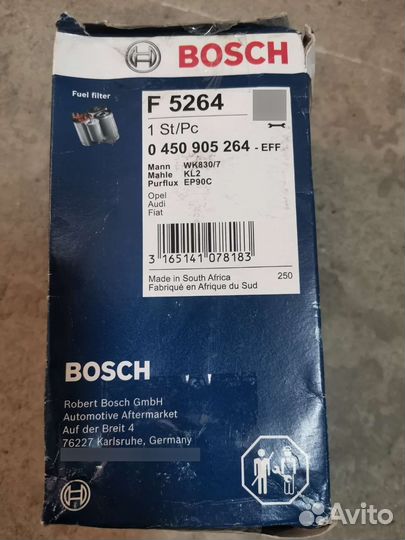 BOSCH
Fuel filter
F 5264
1 St/Pc
0 450 905 264 - EFF
Mann WK830/7
Mahle KL2
Purflux EP90C
Opel
Audi
Fiat
3 165141 078183
Made in South Africa 250
Fabriqué en Afrique du Sud
BOSCH
Robert Bosch GmbH
Automotive Aftermarket
Auf der Breit 4
76227 Karlsruhe, Germany
Avito